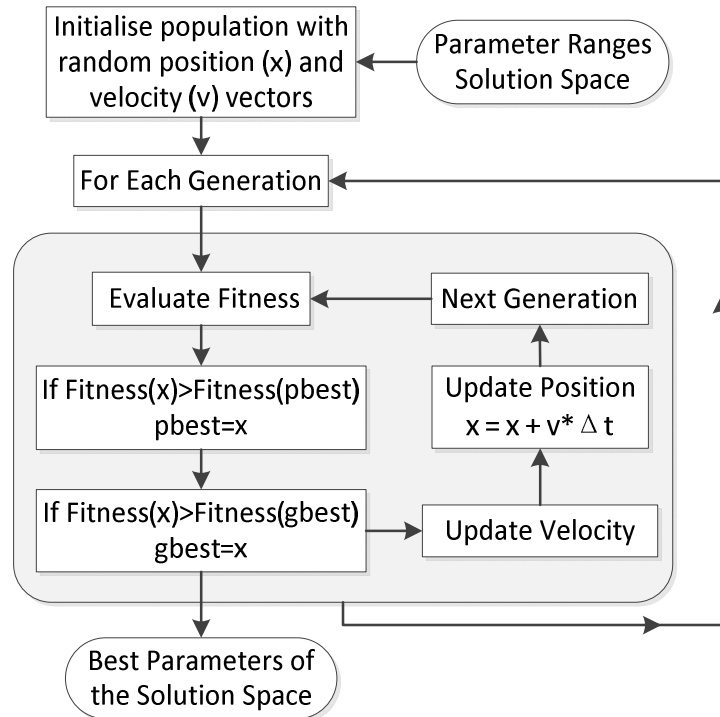 Initialise population with
random position (x) and
velocity (v) vectors
Parameter Ranges
Solution Space
For Each Generation
Evaluate Fitness
Next Generation
If Fitness(x)>Fitness(pbest)
pbest=x
Update Position
x = x + v* Δ t
If Fitness(x)>Fitness(gbest)
gbest=x
Update Velocity
Best Parameters of
the Solution Space